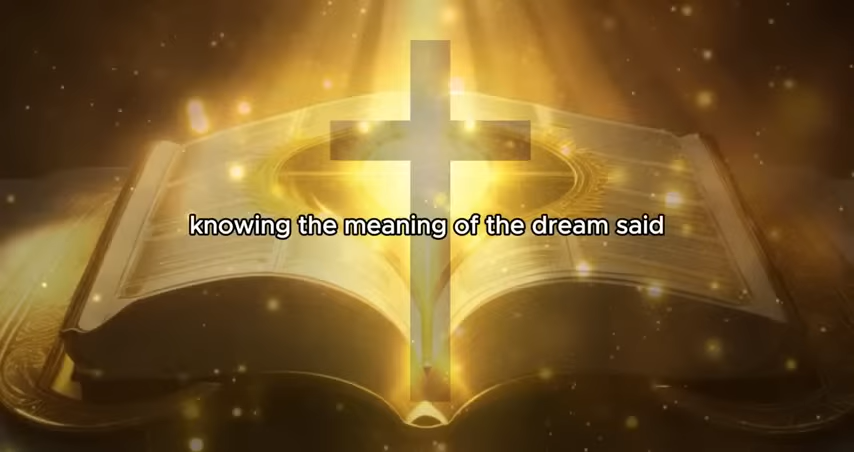 knowing the meaning of the dream said